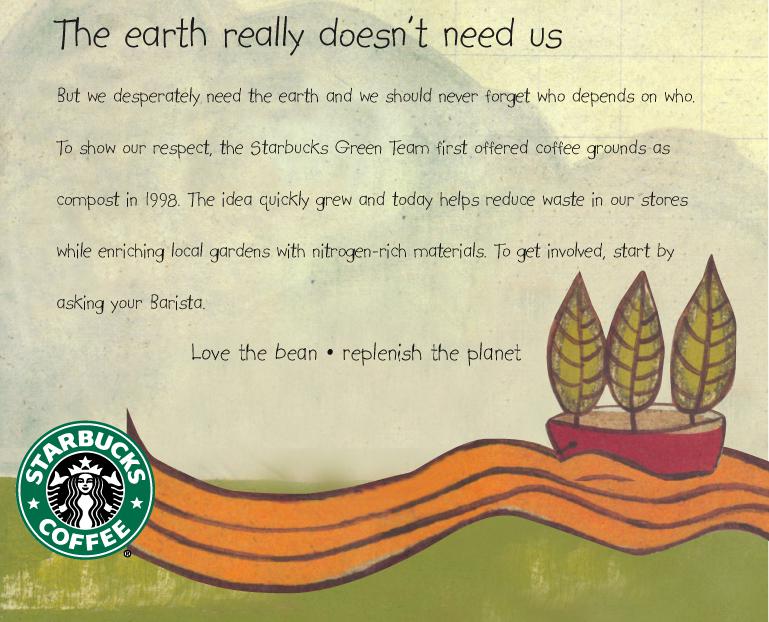 The earth really doesn't need us
But we desperately need the earth and we should never forget who depends on who.
To show our respect, the Starbucks Green Team first offered coffee grounds as
compost in 1998. The idea quickly grew and today helps reduce waste in our stores
while enriching local gardens with nitrogen-rich materials. To get involved, start by
asking your Barista.
Love the bean • replenish the planet
STARBUCKS
COFFEE
®